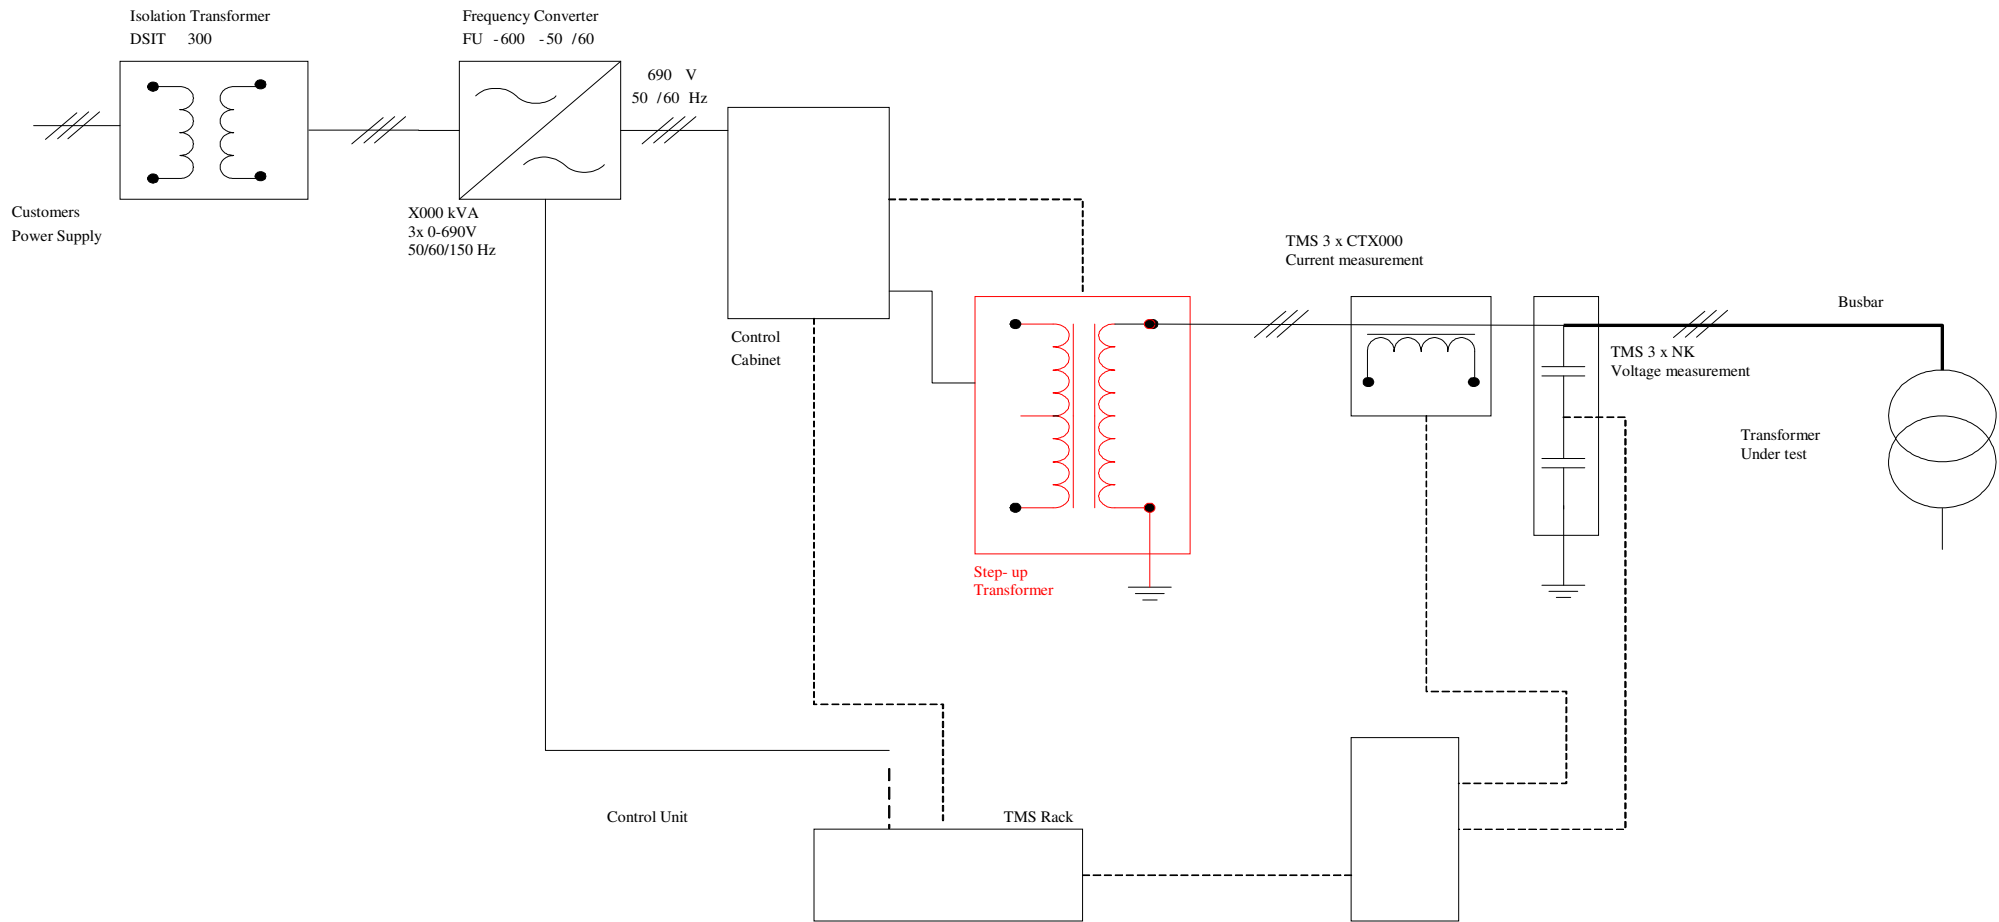 Isolation Transformer
DSIT 300
Frequency Converter
FU -600 -50 /60
690 V
50 /60 Hz
Customers
Power Supply
X000 kVA
3x 0-690V
50/60/150 Hz
Control
Cabinet
TMS 3 x CTX000
Current measurement
Busbar
TMS 3 x NK
Voltage measurement
Transformer
Under test
Step- up
Transformer
Control Unit
TMS Rack